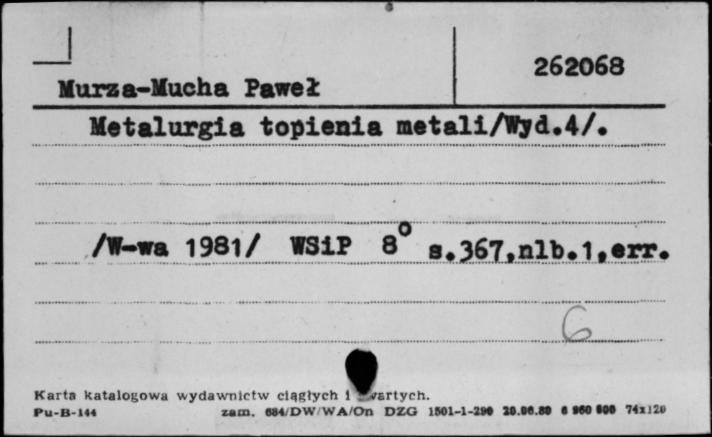 262068
Murza-Mucha Paweł
Metalurgia topienia metali/Wyd.4/.
/W-wa 1981/ WSiP 8° s.367,nlb.1,err.
6
Karta katalogowa wydawnictw ciągłych i zwartych.
Pu-B-144 zam. 684/DW/WA/On DZG 1501-1-290 20.06.80 6 960 000 74x120